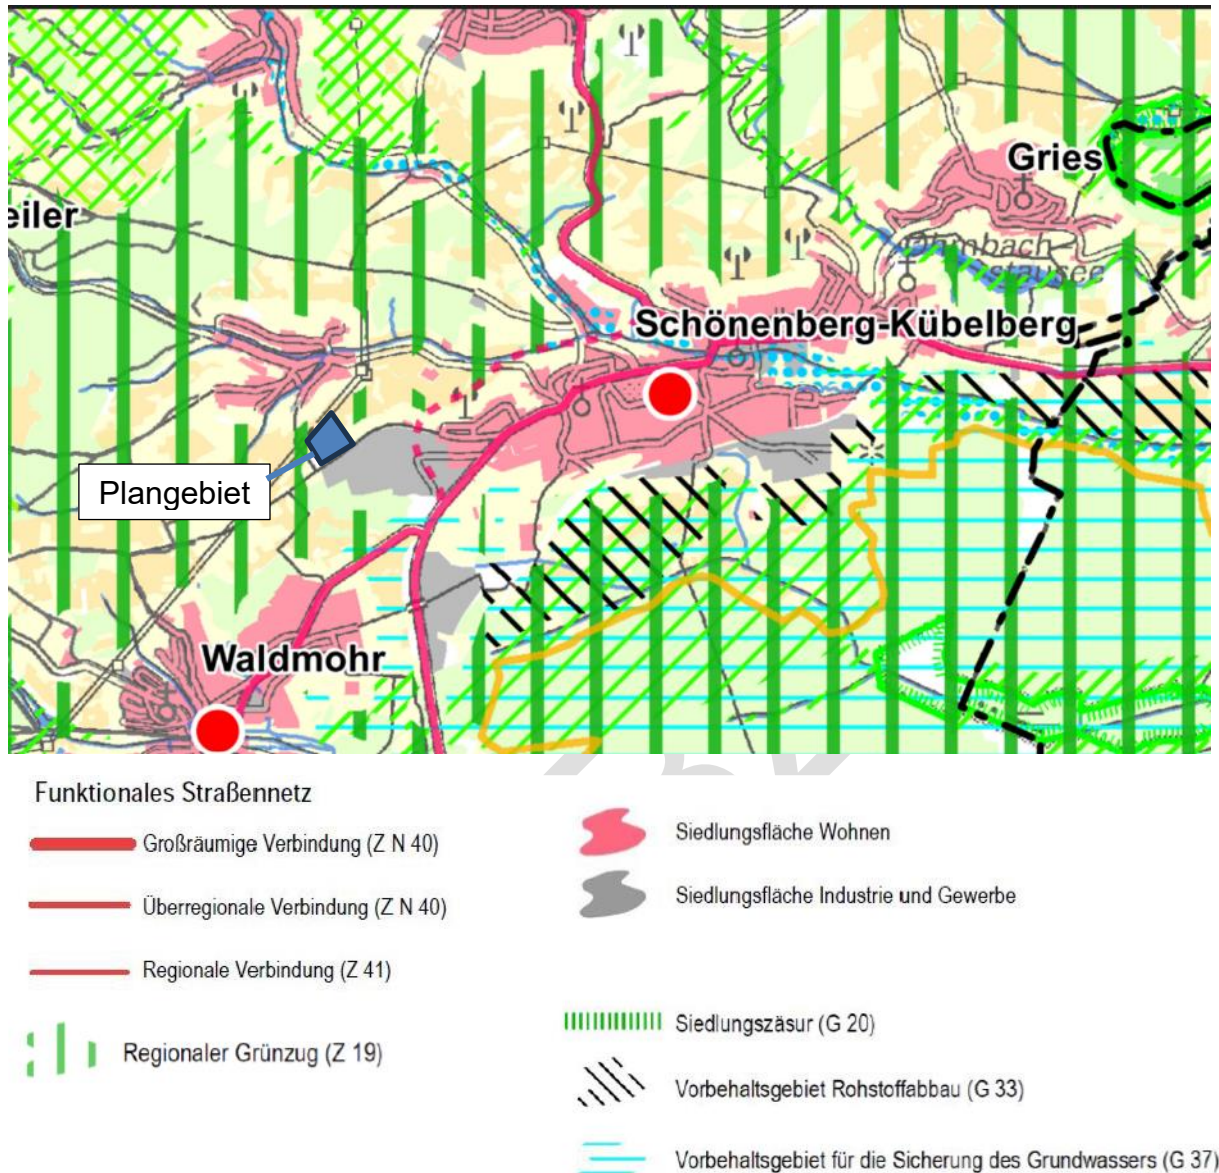 Gries
eiler
Ohmbach
stausee
Schönenberg-Kübelberg
Plangebiet
Waldmohr
Funktionales Straßennetz
Großräumige Verbindung (Z N 40)
Überregionale Verbindung (Z N 40)
Regionale Verbindung (Z 41)
Regionaler Grünzug (Z 19)
Siedlungsfläche Wohnen
Siedlungsfläche Industrie und Gewerbe
Siedlungszäsur (G 20)
Vorbehaltsgebiet Rohstoffabbau (G 33)
Vorbehaltsgebiet für die Sicherung des Grundwassers (G 37)